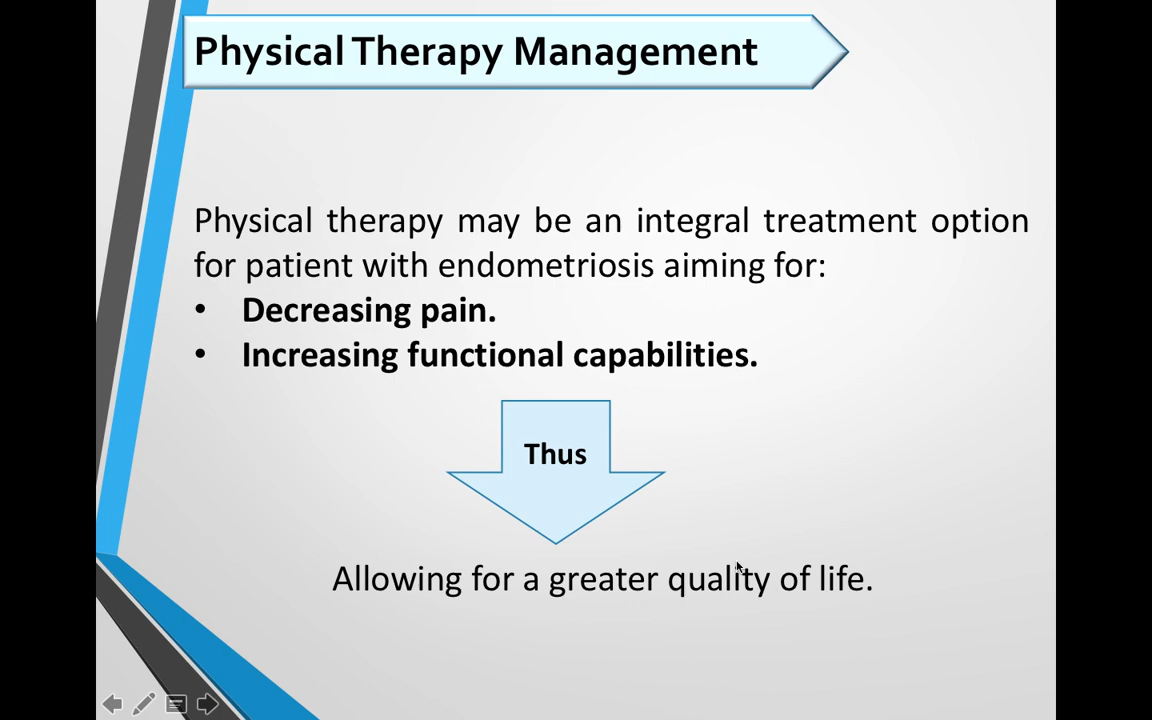 Physical Therapy Management
Physical therapy may be an integral treatment option
for patient with endometriosis aiming for:
• Decreasing pain.
• Increasing functional capabilities.
Thus
Allowing for a greater quality of life.